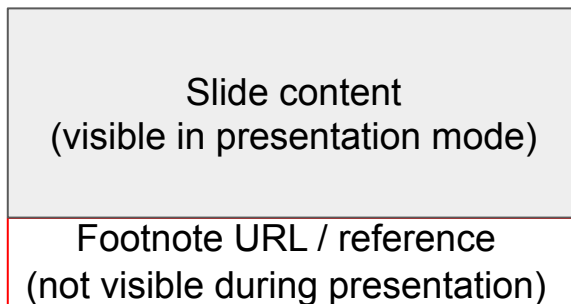 Slide content
(visible in presentation mode)
Footnote URL / reference
(not visible during presentation)